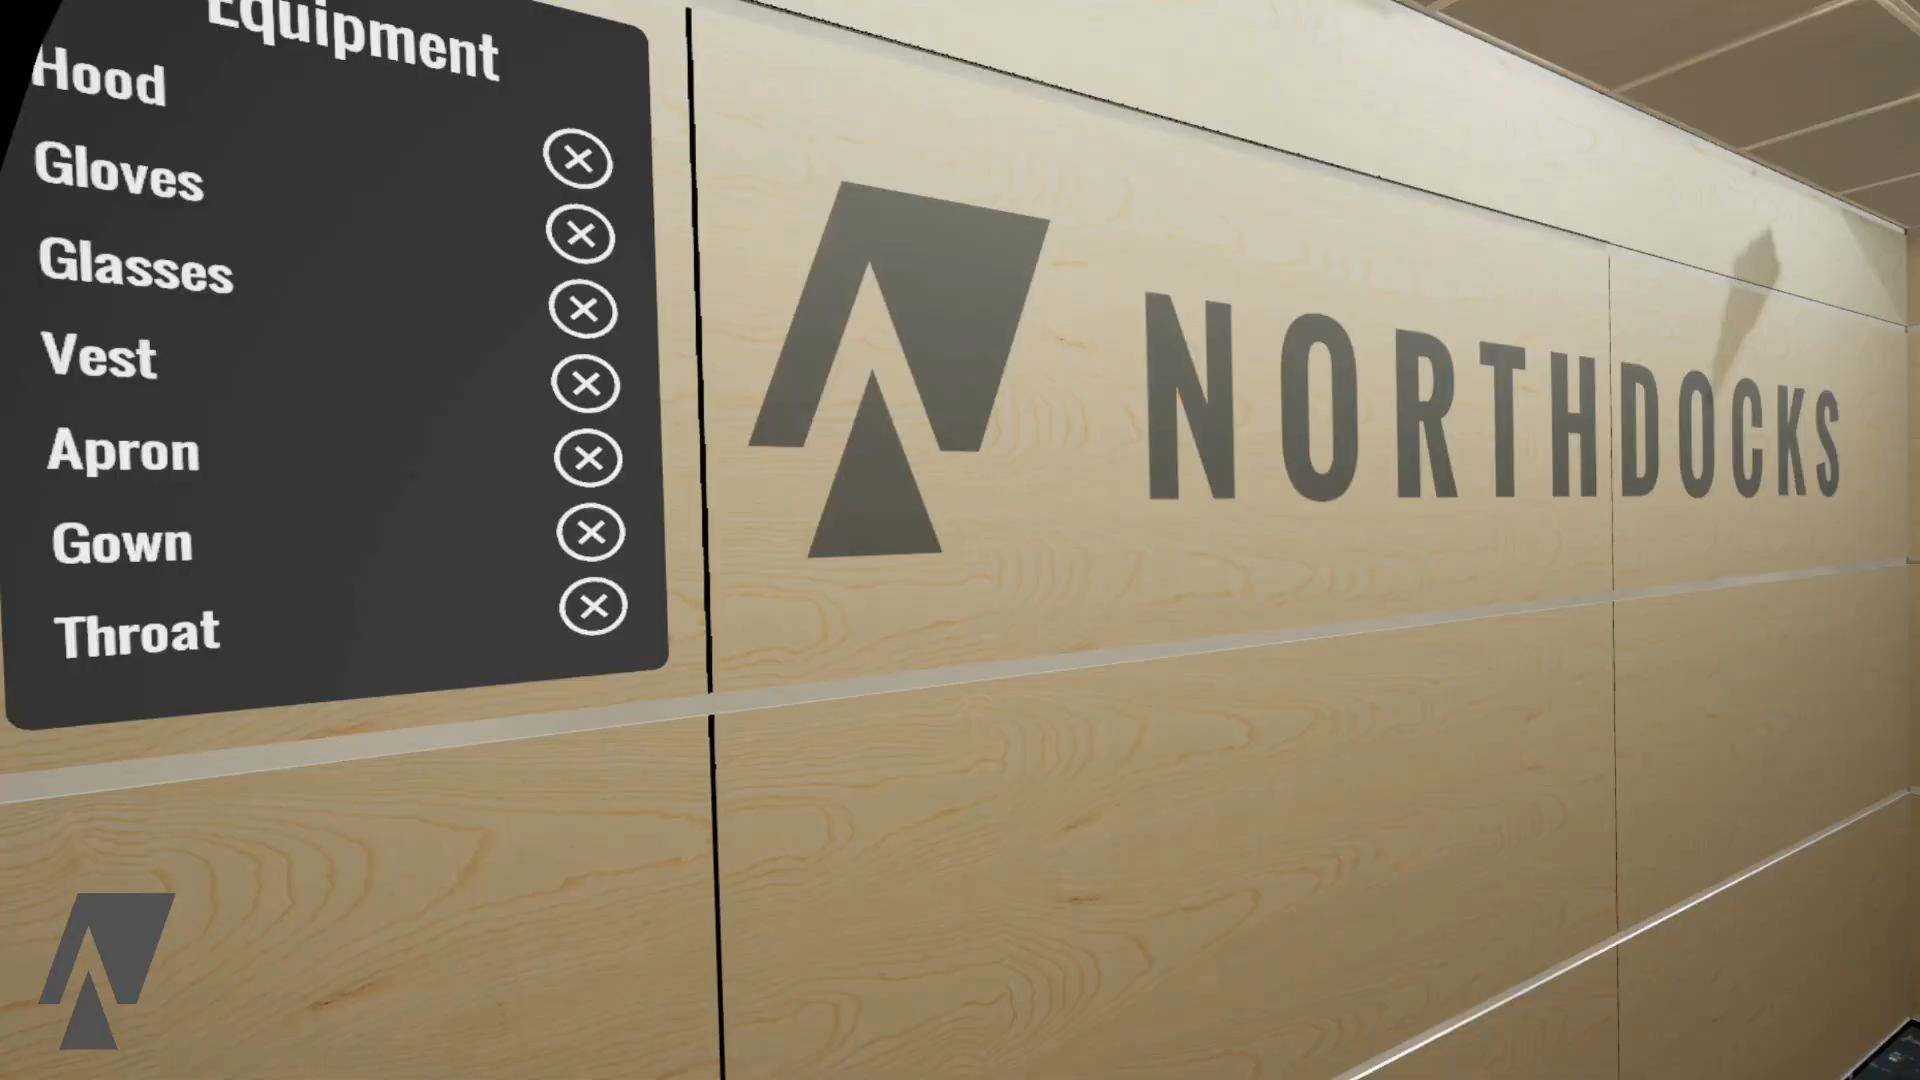 Equipment
Hood
Gloves
Glasses
Vest
Apron
Gown
Throat
NORTHDOCKS